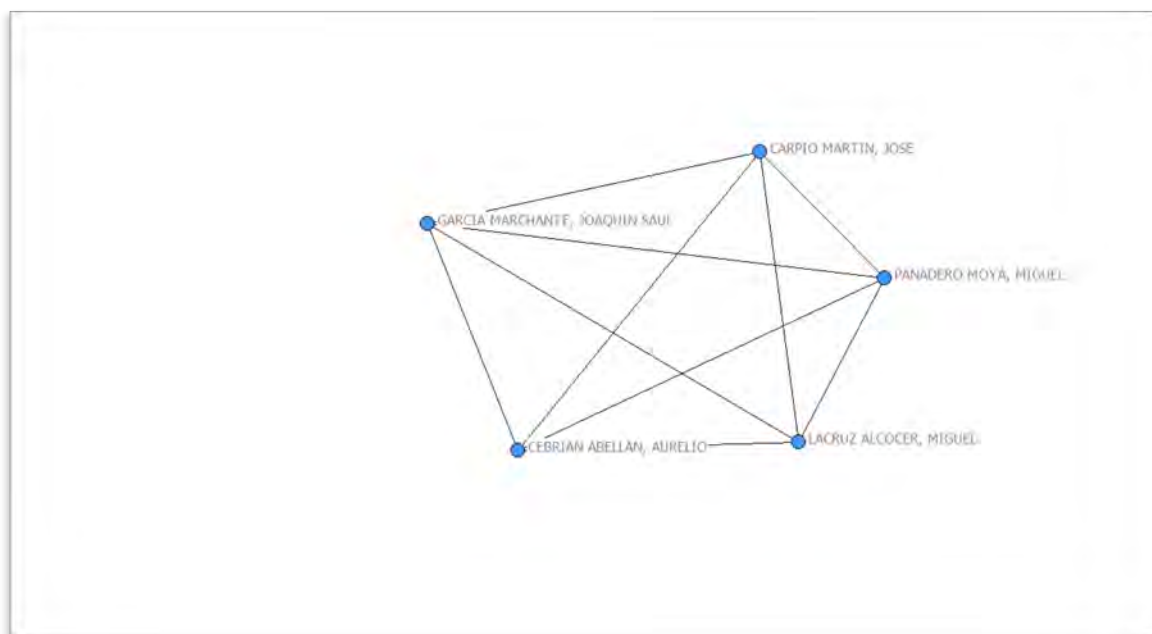 CARPIO MARTIN, JOSE
GARCIA MARCHANTE, JOAQUIN SAUL
PANADERO MOYA, MIGUEL
LACRUZ ALCOCER, MIGUEL
CEBRIAN ABELLAN, AURELIO